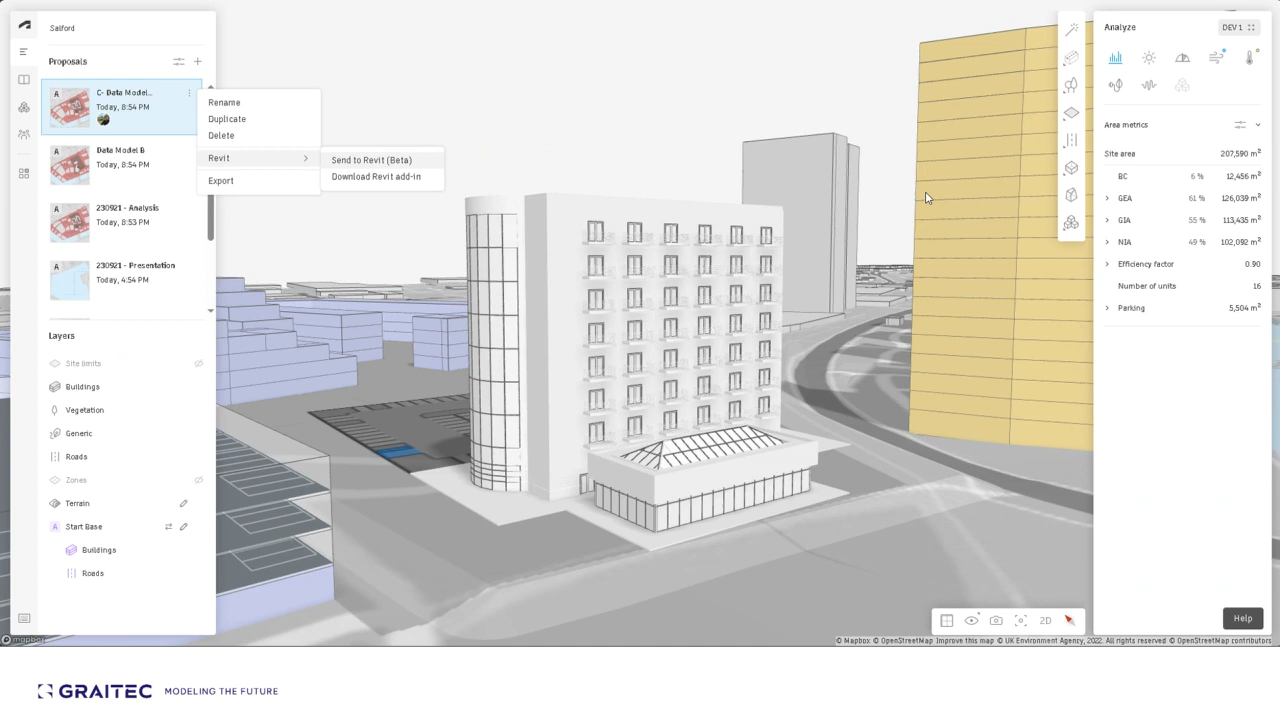 Salford
Proposals
A
C- Data Model...
Today, 8:54 PM
A
Data Model B
Today, 8:54 PM
A
230921 - Analysis
Today, 8:53 PM
A
230921 - Presentation
Today, 4:54 PM
Rename
Duplicate
Delete
Revit
Export
Send to Revit (Beta)
Download Revit add-in
Layers
Site limits
Buildings
Vegetation
Generic
Roads
Zones
Terrain
A Start Base
Buildings
Roads
Analyze
DEV 1
Area metrics
Site area 207,590 m²
BC 6 % 12,456 m²
GEA 61 % 126,039 m²
GIA 55 % 113,435 m²
NIA 49 % 102,092 m²
Efficiency factor 0.90
Number of units 16
Parking 5,504 m²
2D
Help
mapbox
© Mapbox © OpenStreetMap Improve this map © UK Environment Agency, 2022. All rights reserved © OpenStreetMap contributors
GRAITEC MODELING THE FUTURE